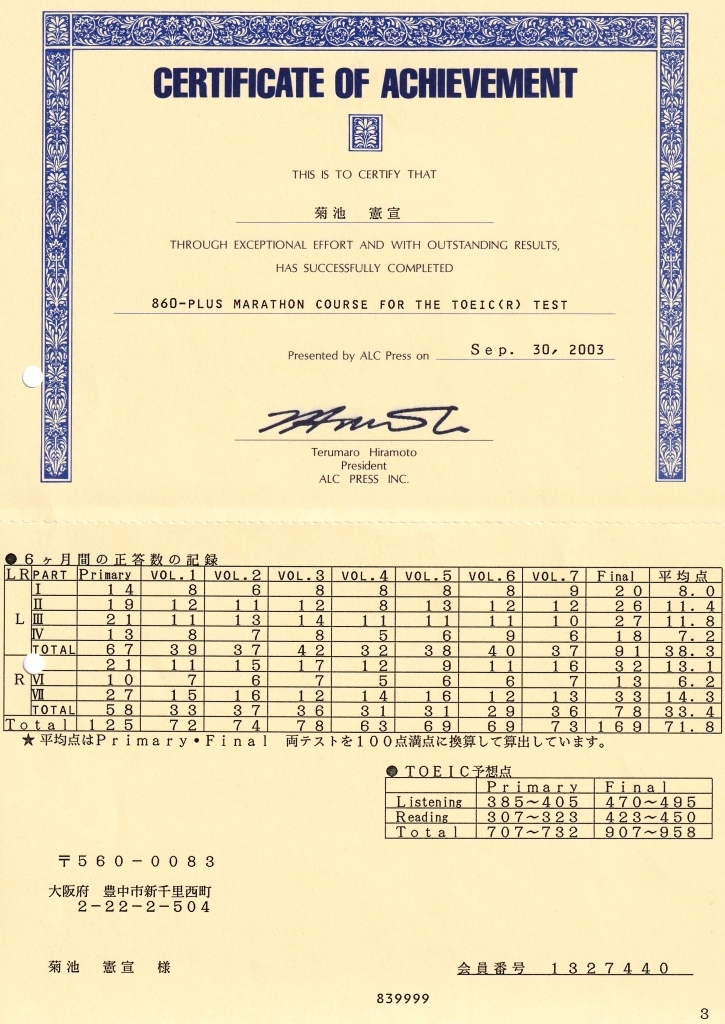 CERTIFICATE OF ACHIEVEMENT
THIS IS TO CERTIFY THAT
菊池 憲宣
THROUGH EXCEPTIONAL EFFORT AND WITH OUTSTANDING RESULTS,
HAS SUCCESSFULLY COMPLETED
860-PLUS MARATHON COURSE FOR THE TOEIC(R) TEST
Presented by ALC Press on Sep. 30, 2003
Terumaro Hiramoto
President
ALC PRESS INC.
●6ヶ月間の正答数の記録
LR PART Primary VOL.1 VOL.2 VOL.3 VOL.4 VOL.5 VOL.6 VOL.7 Final 平均点
I 14 8 6 8 8 8 8 9 20 8.0
II 19 12 11 12 8 13 12 12 26 11.4
L III 21 11 13 14 11 11 11 10 27 11.8
IV 13 8 7 8 5 6 9 6 18 7.2
TOTAL 67 39 37 42 32 38 40 37 91 38.3
21 11 15 17 12 9 11 16 32 13.1
R VI 10 7 6 7 5 6 6 7 13 6.2
VII 27 15 16 12 14 16 12 13 33 14.3
TOTAL 58 33 37 36 31 31 29 36 78 33.4
Total 125 72 74 78 63 69 69 73 169 71.8
★平均点はPrimary・Final 両テストを100点満点に換算して算出しています。
●TOEIC予想点
Primary Final
Listening 385~405 470~495
Reading 307~323 423~450
Total 707~732 907~958
〒560-0083
大阪府 豊中市新千里西町
2-22-2-504
菊池 憲宣 様
会員番号 1327440
839999
3